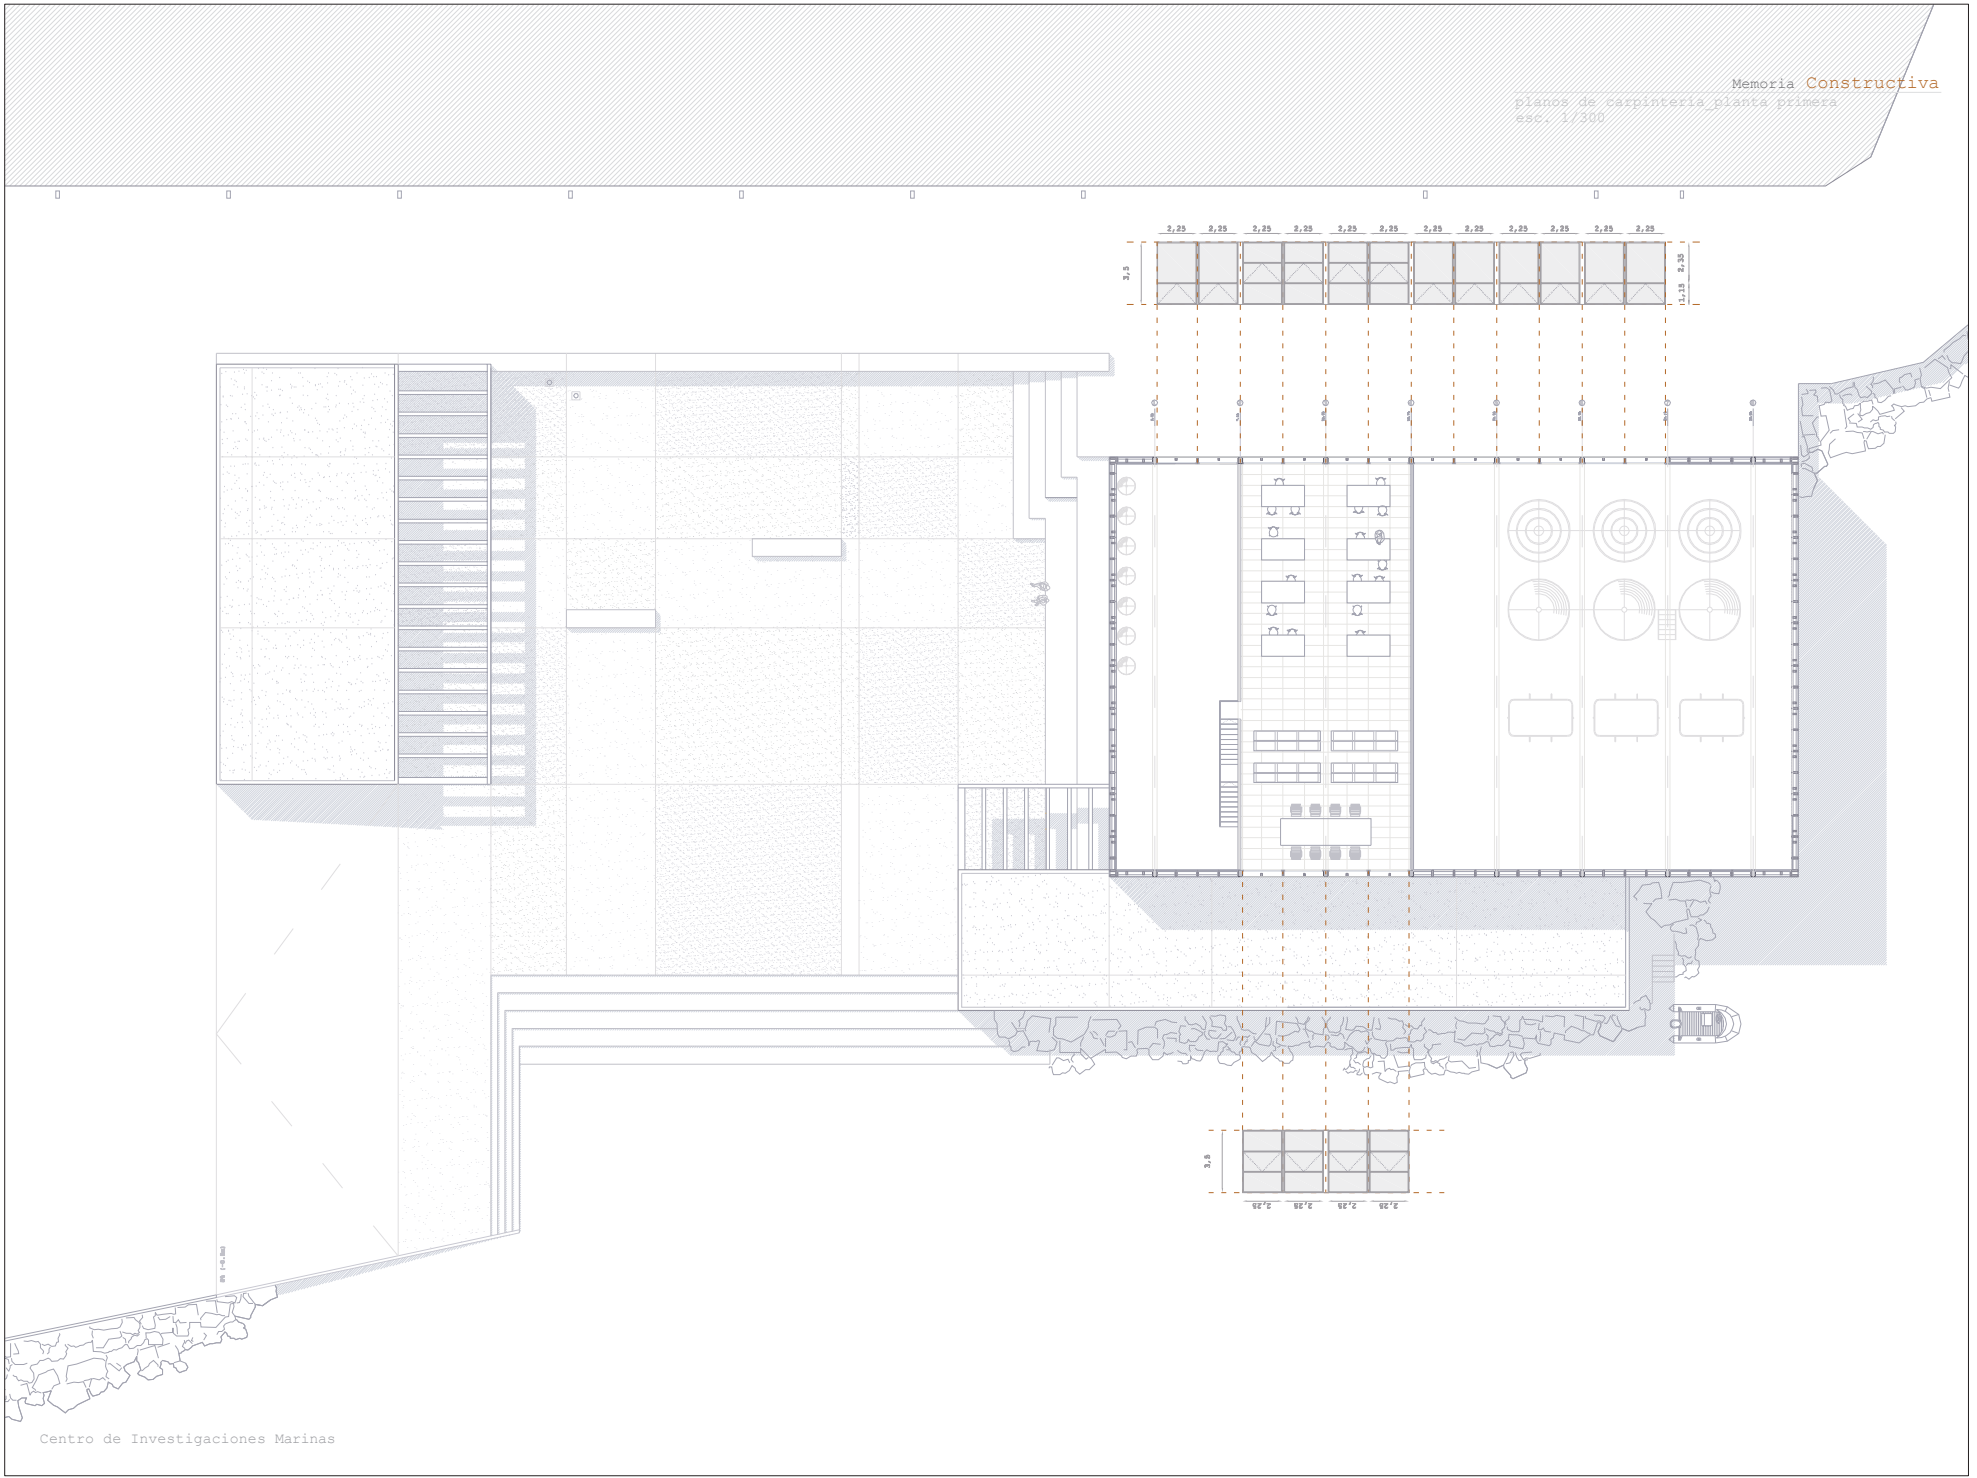 Memoria Constructiva
planos de carpinteria_planta primera
esc. 1/300
2,25 2,25 2,25 2,25 2,25 2,25 2,25 2,25 2,25 2,25 2,25 2,25
3,5
2,35
1,15
3,5
2,25 2,25 2,25 2,25
Centro de Investigaciones Marinas